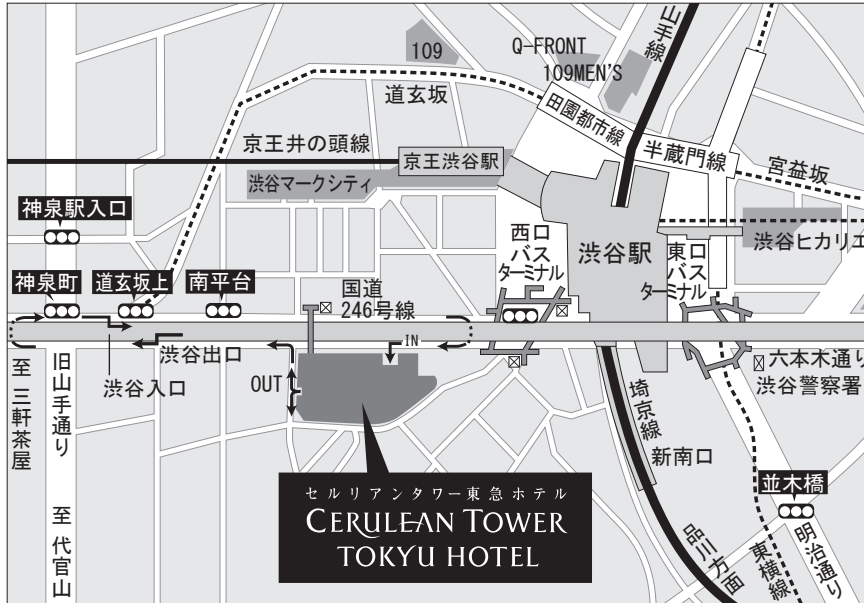 109
Q-FRONT
109MEN'S
山手線
道玄坂
田園都市線
半蔵門線
宮益坂
京王井の頭線
京王渋谷駅
渋谷マークシティ
神泉駅入口
神泉町
道玄坂上
南平台
国道
246号線
西口
バス
ターミナル
渋谷駅
東口
バス
ターミナル
渋谷ヒカリエ
至 三軒茶屋
旧山手通り
至 代官山
渋谷入口
渋谷出口
OUT
IN
六本木通り
渋谷警察署
埼京線
新南口
並木橋
品川方面
東横線
明治通り
セルリアンタワー東急ホテル
CERULEAN TOWER
TOKYU HOTEL